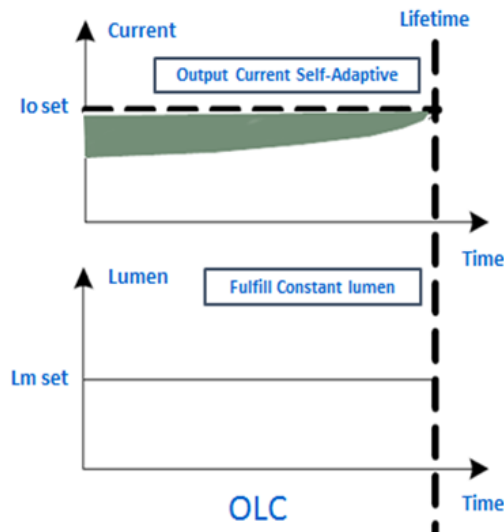 Lifetime
Current
Output Current Self-Adaptive
Io set
Time
Lumen
Fulfill Constant lumen
Lm set
Time
OLC